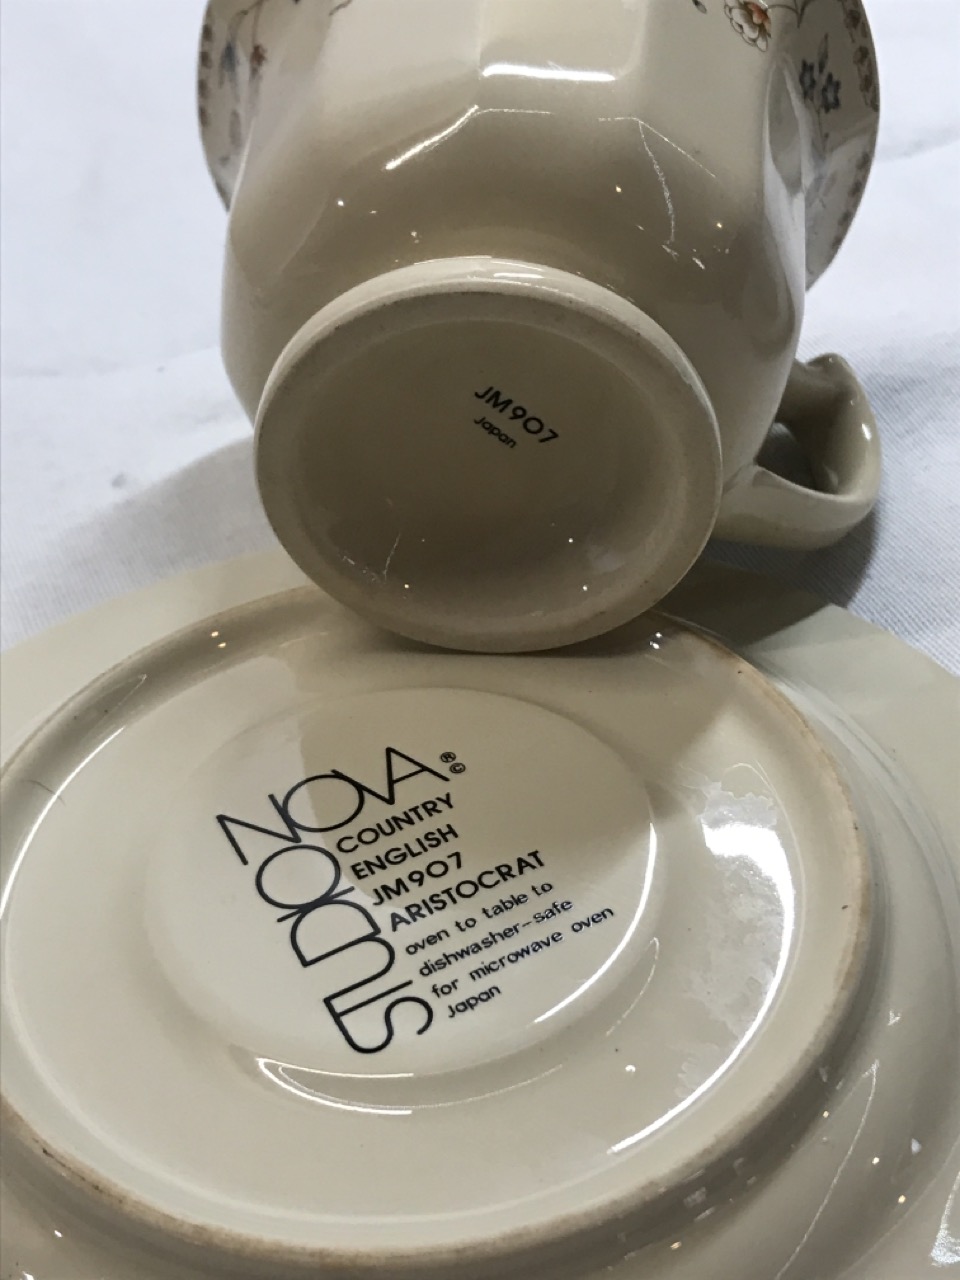 JM907
Japan
NOVA ® ©
STUDIO
COUNTRY
ENGLISH
JM907
ARISTOCRAT
oven to table to
dishwasher-safe
for microwave oven
Japan